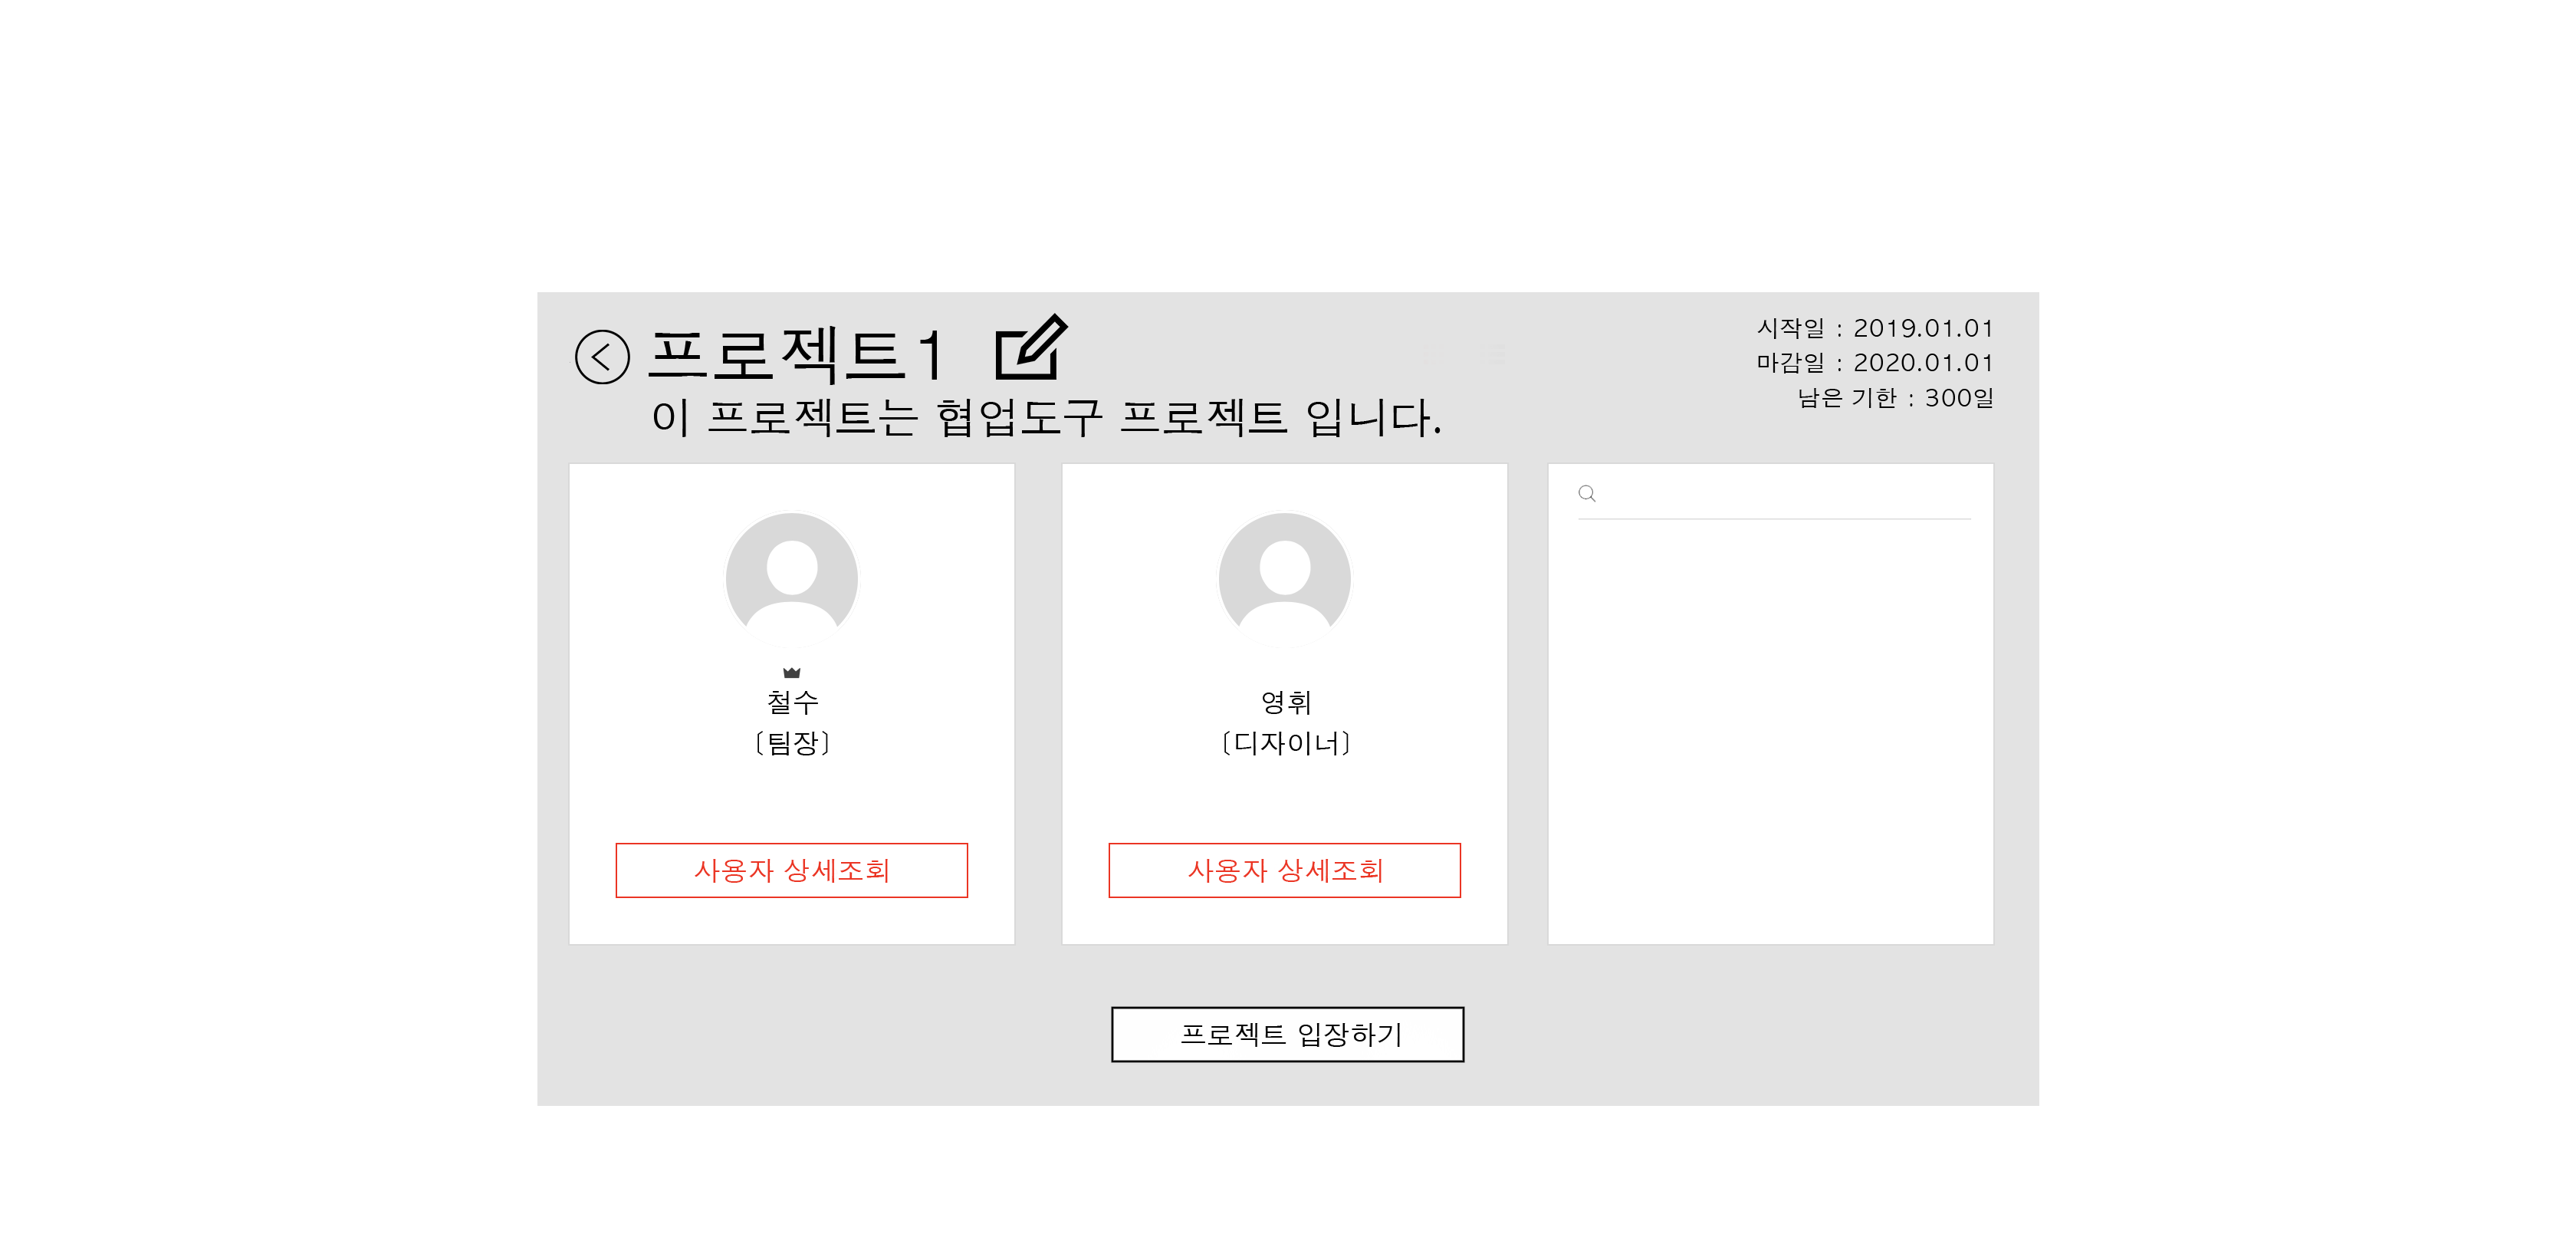 프로젝트1
이 프로젝트는 협업도구 프로젝트 입니다.
시작일 : 2019.01.01
마감일 : 2020.01.01
남은 기한 : 300일
철수
(팀장)
사용자 상세조회
영휘
(디자이너)
사용자 상세조회
프로젝트 입장하기